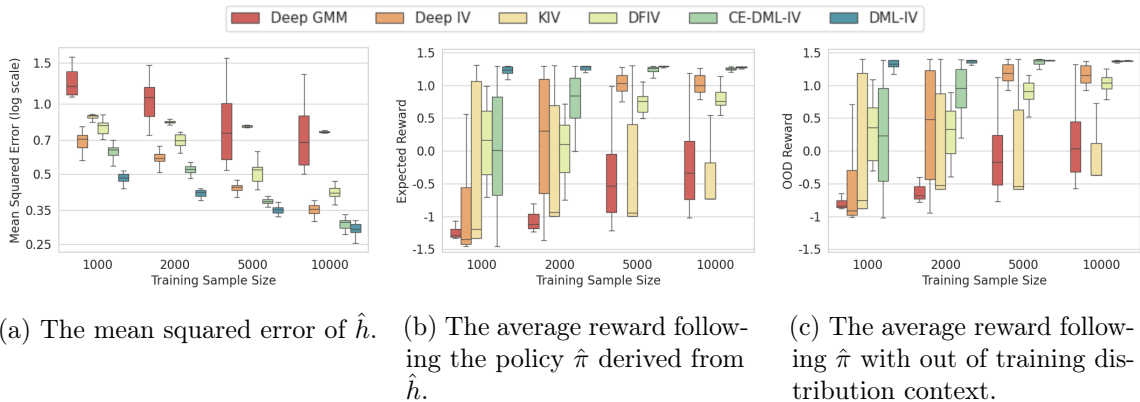 Deep GMM Deep IV KIV DFIV CE-DML-IV DML-IV
Mean Squared Error (log scale)
1.5
1.0
0.7
0.5
0.35
0.25
1000 2000 5000 10000
Training Sample Size
Expected Reward
1.5
1.0
0.5
0.0
-0.5
-1
-1.5
1000 2000 5000 10000
Training Sample Size
OOD Reward
1.5
1.0
0.5
0.0
-0.5
-1
-1.5
1000 2000 5000 10000
Training Sample Size
(a) The mean squared error of ĥ.
(b) The average reward follow-
ing the policy π̂ derived from
ĥ.
(c) The average reward follow-
ing π̂ with out of training dis-
tribution context.